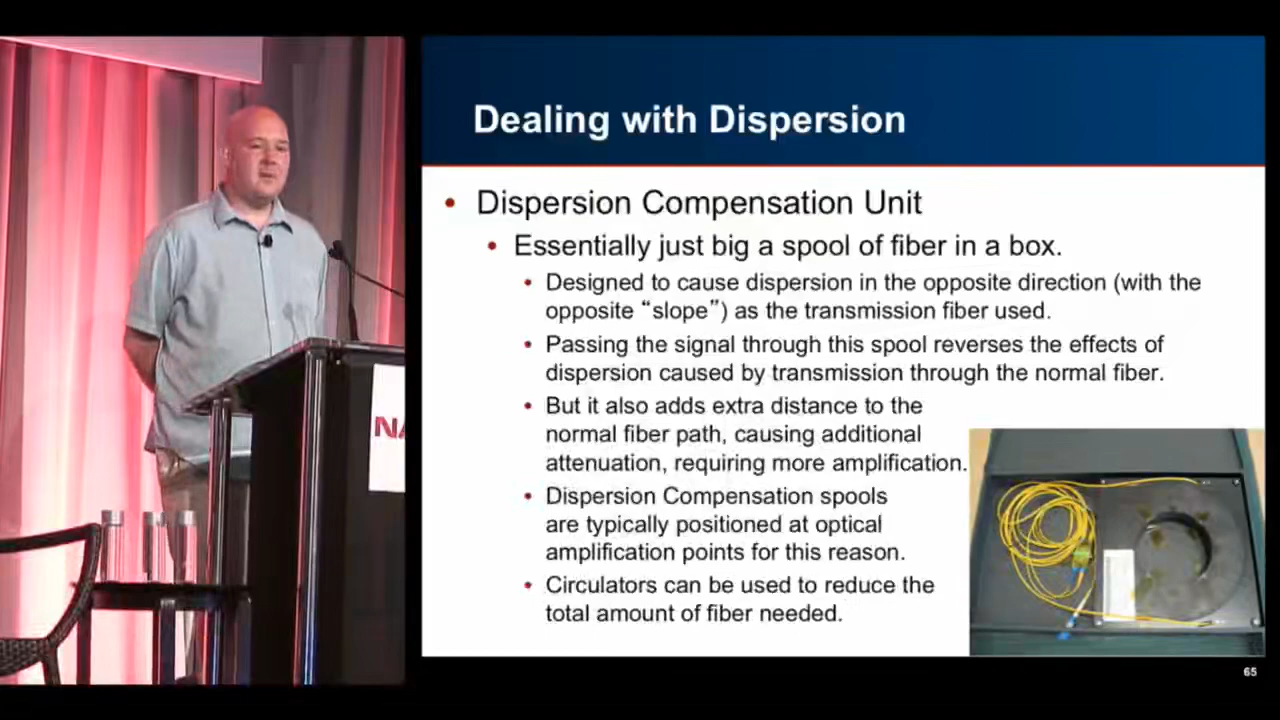 Dealing with Dispersion
• Dispersion Compensation Unit
• Essentially just big a spool of fiber in a box.
• Designed to cause dispersion in the opposite direction (with the
opposite “slope”) as the transmission fiber used.
• Passing the signal through this spool reverses the effects of
dispersion caused by transmission through the normal fiber.
• But it also adds extra distance to the
normal fiber path, causing additional
attenuation, requiring more amplification.
• Dispersion Compensation spools
are typically positioned at optical
amplification points for this reason.
• Circulators can be used to reduce the
total amount of fiber needed.
NA
65